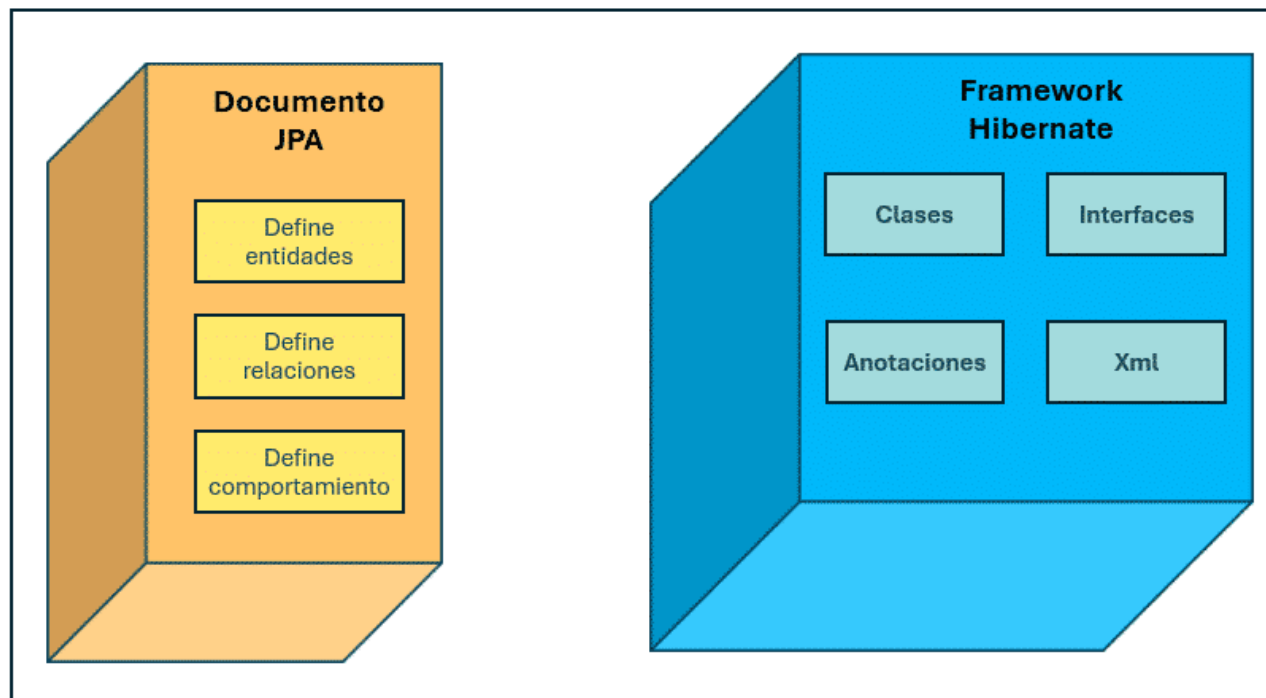 Documento
JPA
Define
entidades
Define
relaciones
Define
comportamiento
Framework
Hibernate
Clases
Interfaces
Anotaciones
Xml